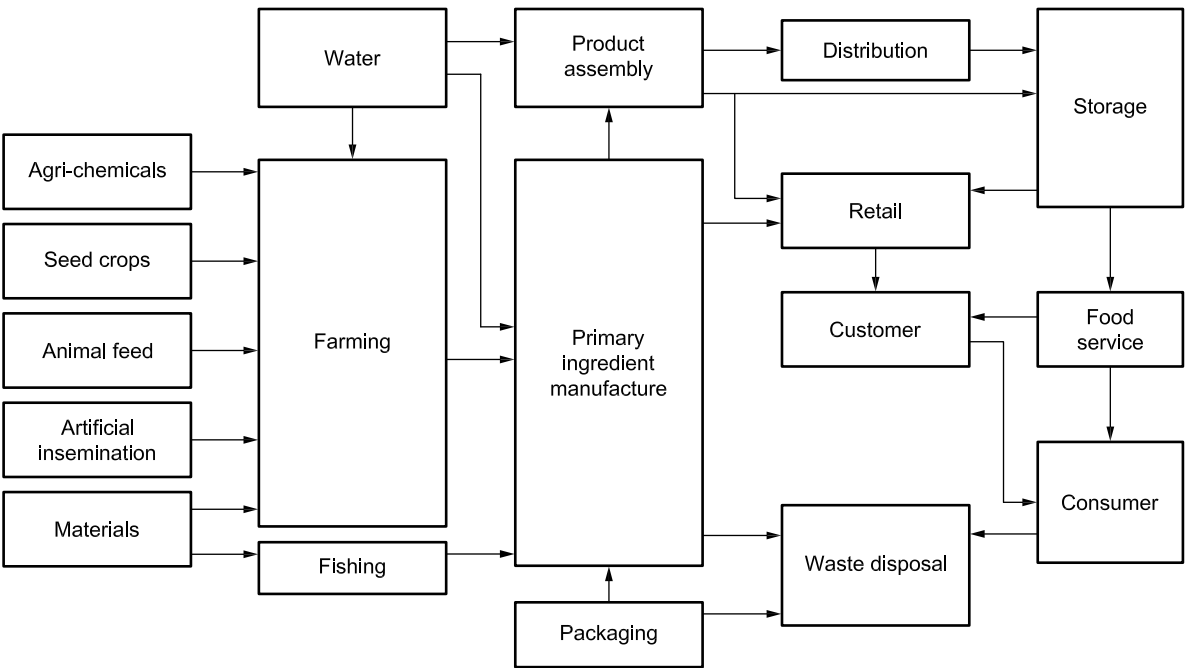 Water
Product
assembly
Distribution
Storage
Agri-chemicals
Retail
Seed crops
Farming
Primary
ingredient
manufacture
Customer
Food
service
Animal feed
Artificial
insemination
Materials
Fishing
Consumer
Waste disposal
Packaging